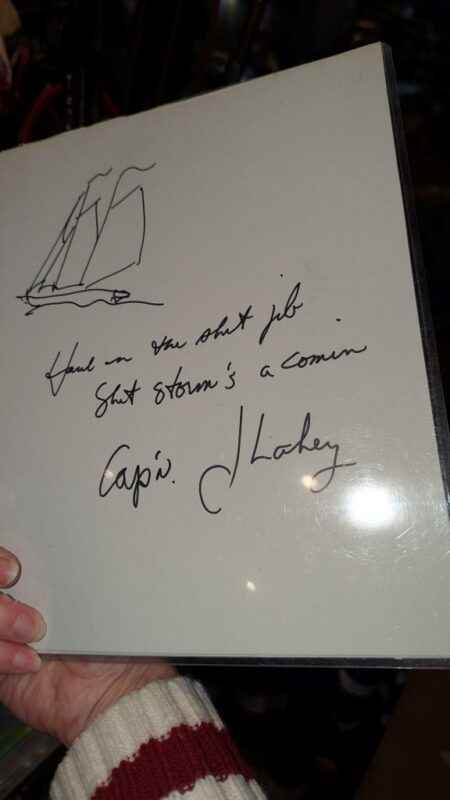 Haul in the shit jib
Shit storm's a comin
Cap'n. J Lahey